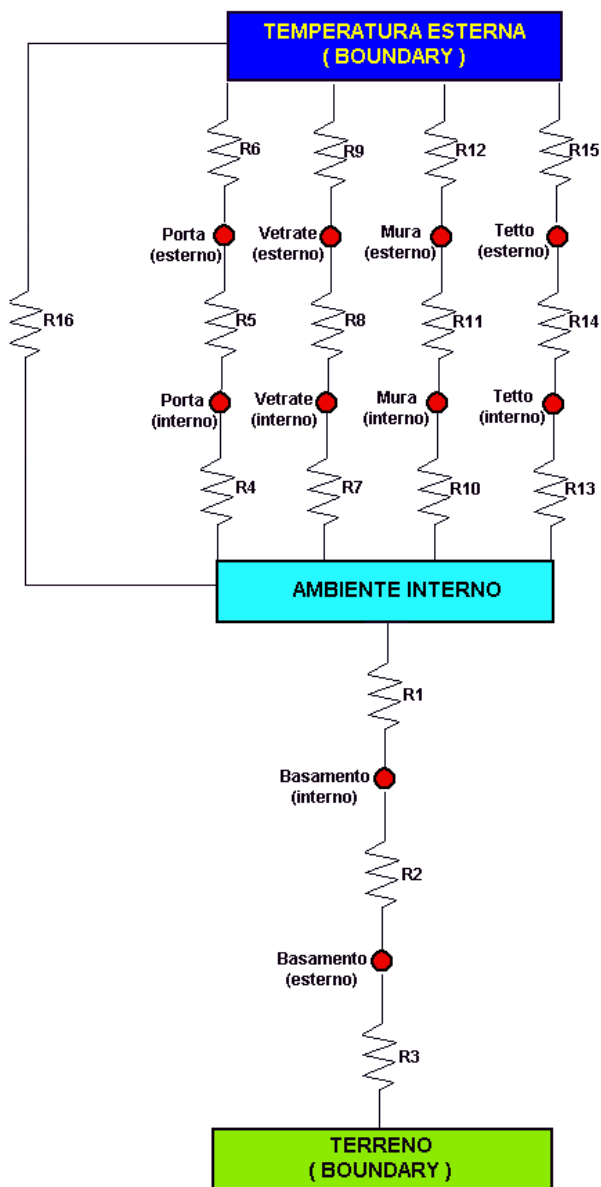 TEMPERATURA ESTERNA
( BOUNDARY )
R6
R9
R12
R15
Porta
(esterno)
Vetrate
(esterno)
Mura
(esterno)
Tetto
(esterno)
R16
R5
R8
R11
R14
Porta
(interno)
Vetrate
(interno)
Mura
(interno)
Tetto
(interno)
R4
R7
R10
R13
AMBIENTE INTERNO
R1
Basamento
(interno)
R2
Basamento
(esterno)
R3
TERRENO
( BOUNDARY )